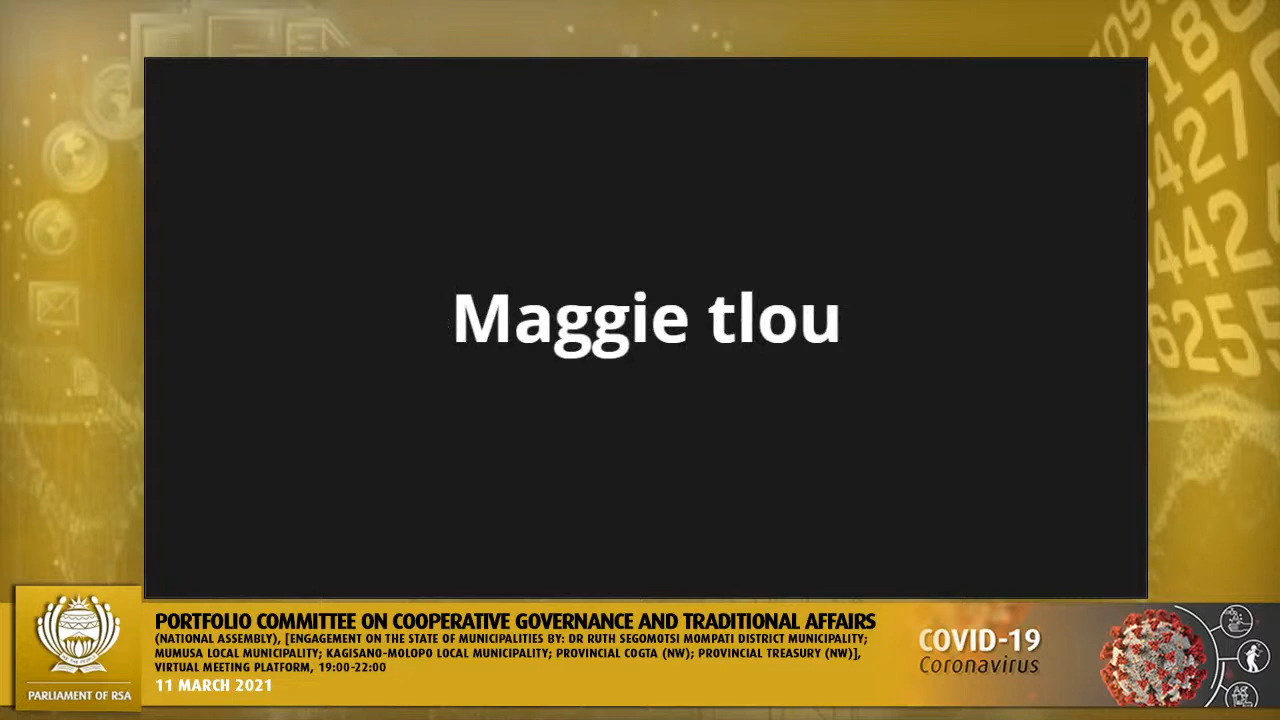 Maggie tlou
PORTFOLIO COMMITTEE ON COOPERATIVE GOVERNANCE AND TRADITIONAL AFFAIRS
(NATIONAL ASSEMBLY), [ENGAGEMENT ON THE STATE OF MUNICIPALITIES BY: DR RUTH SEGOMOTSI MOMPATI DISTRICT MUNICIPALITY;
MUMUSA LOCAL MUNICIPALITY; KAGISANO-MOLOPO LOCAL MUNICIPALITY; PROVINCIAL COGTA (NW); PROVINCIAL TREASURY (NW)],
VIRTUAL MEETING PLATFORM, 19:00-22:00
11 MARCH 2021
PARLIAMENT OF RSA
COVID-19
Coronavirus